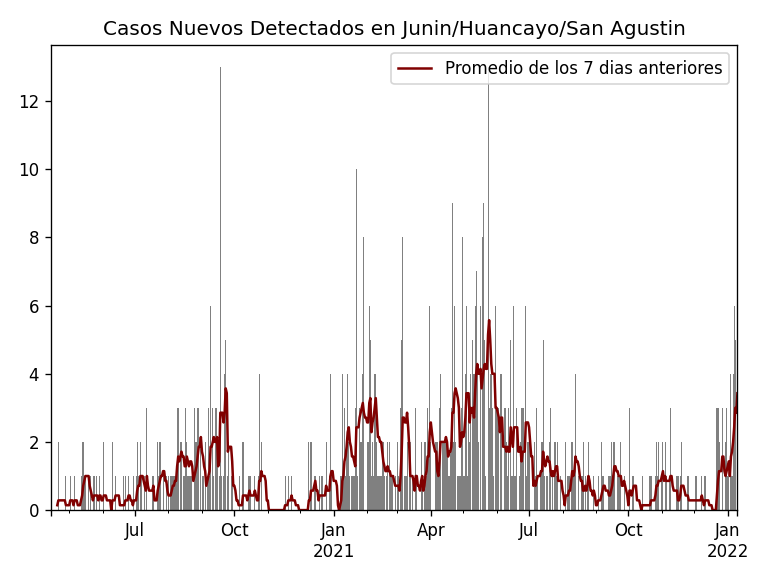 Casos Nuevos Detectados en Junin/Huancayo/San Agustin
Promedio de los 7 dias anteriores
12
10
8
6
4
2
0
Jul
Oct
Jan
2021
Apr
Jul
Oct
Jan
2022